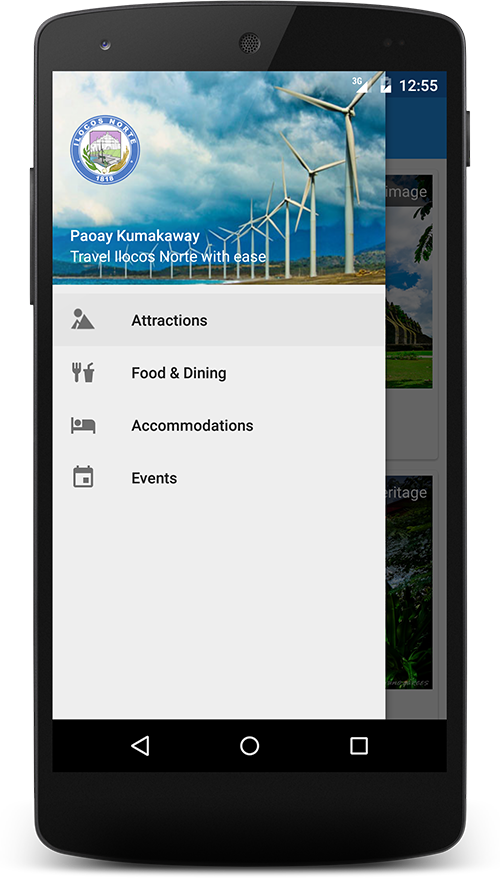 3G
12:55
ILOCOS NORTE
1818
Paoay Kumakaway
Travel Ilocos Norte with ease
image
Attractions
Food & Dining
Accommodations
eritage
Events